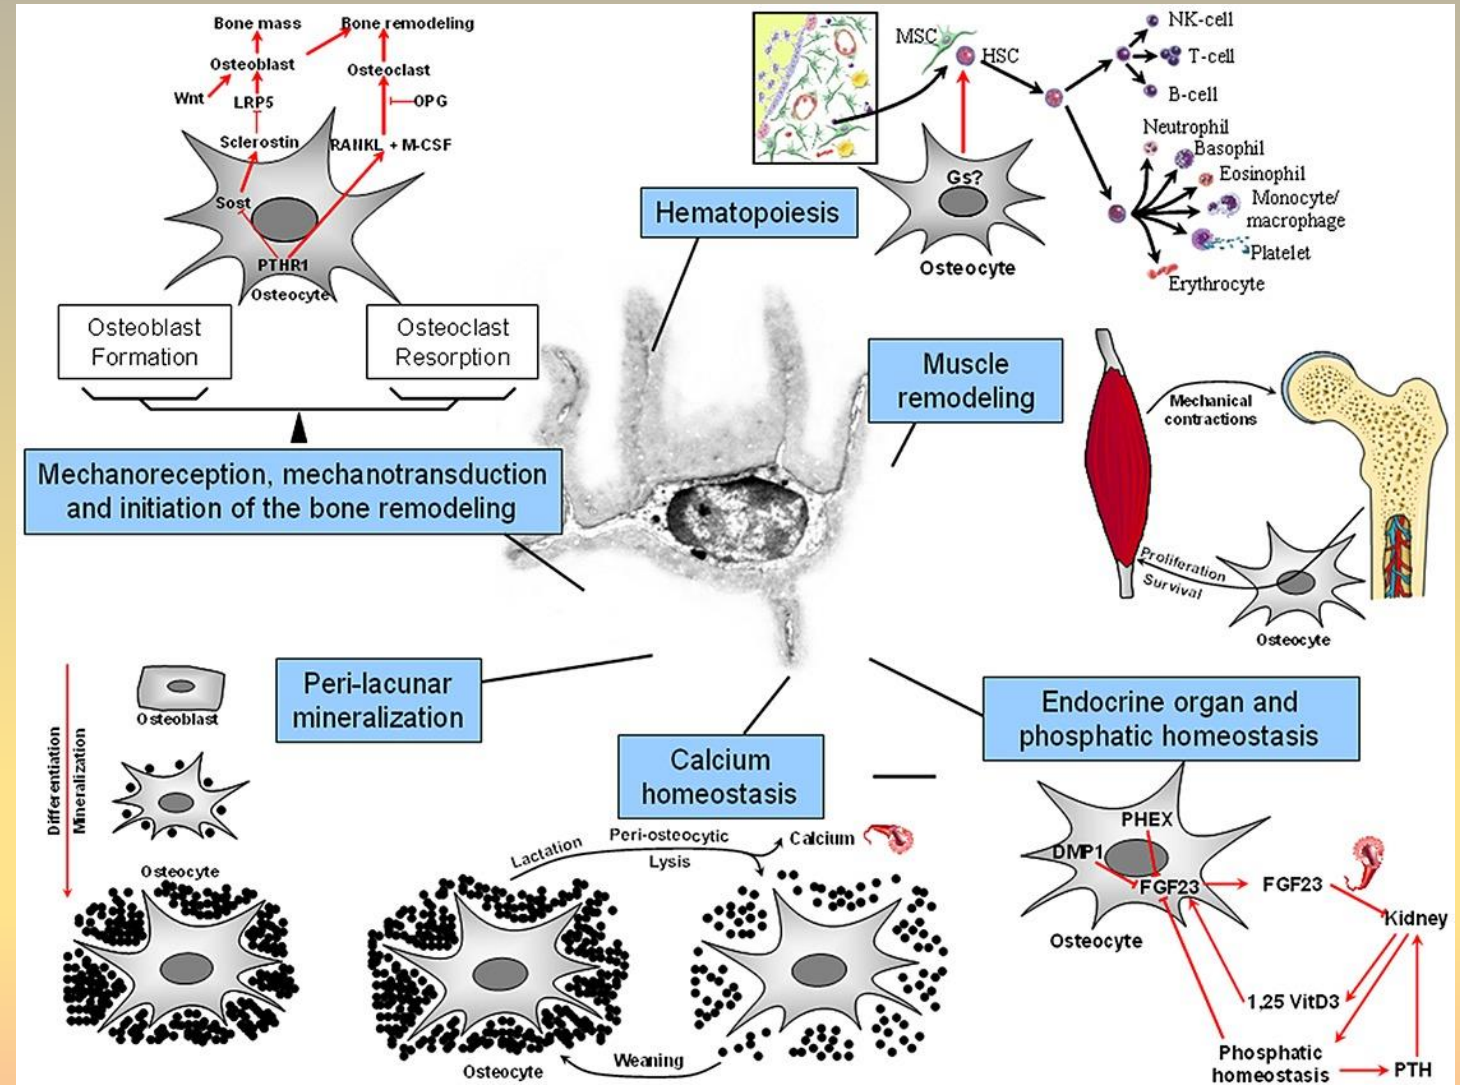 Bone mass
Bone remodeling
Osteoblast
Osteoclast
Wnt
LRP5
OPG
Sclerostin
RANKL + M-CSF
Sost
PTHR1
Osteocyte
Osteoblast
Formation
Osteoclast
Resorption
Mechanoreception, mechanotransduction
and initiation of the bone remodeling
Hematopoiesis
MSC
HSC
Gs?
Osteocyte
NK-cell
T-cell
B-cell
Neutrophil
Basophil
Eosinophil
Monocyte/
macrophage
Platelet
Erythrocyte
Muscle
remodeling
Mechanical
contractions
Proliferation
Survival
Osteocyte
Peri-lacunar
mineralization
Differentiation
Mineralization
Osteoblast
Osteocyte
Calcium
homeostasis
Lactation
Peri-osteocytic
Lysis
Calcium
Osteocyte
Weaning
Endocrine organ and
phosphatic homeostasis
PHEX
DMP1
FGF23
FGF23
Kidney
Osteocyte
1,25 VitD3
Phosphatic
homeostasis
PTH